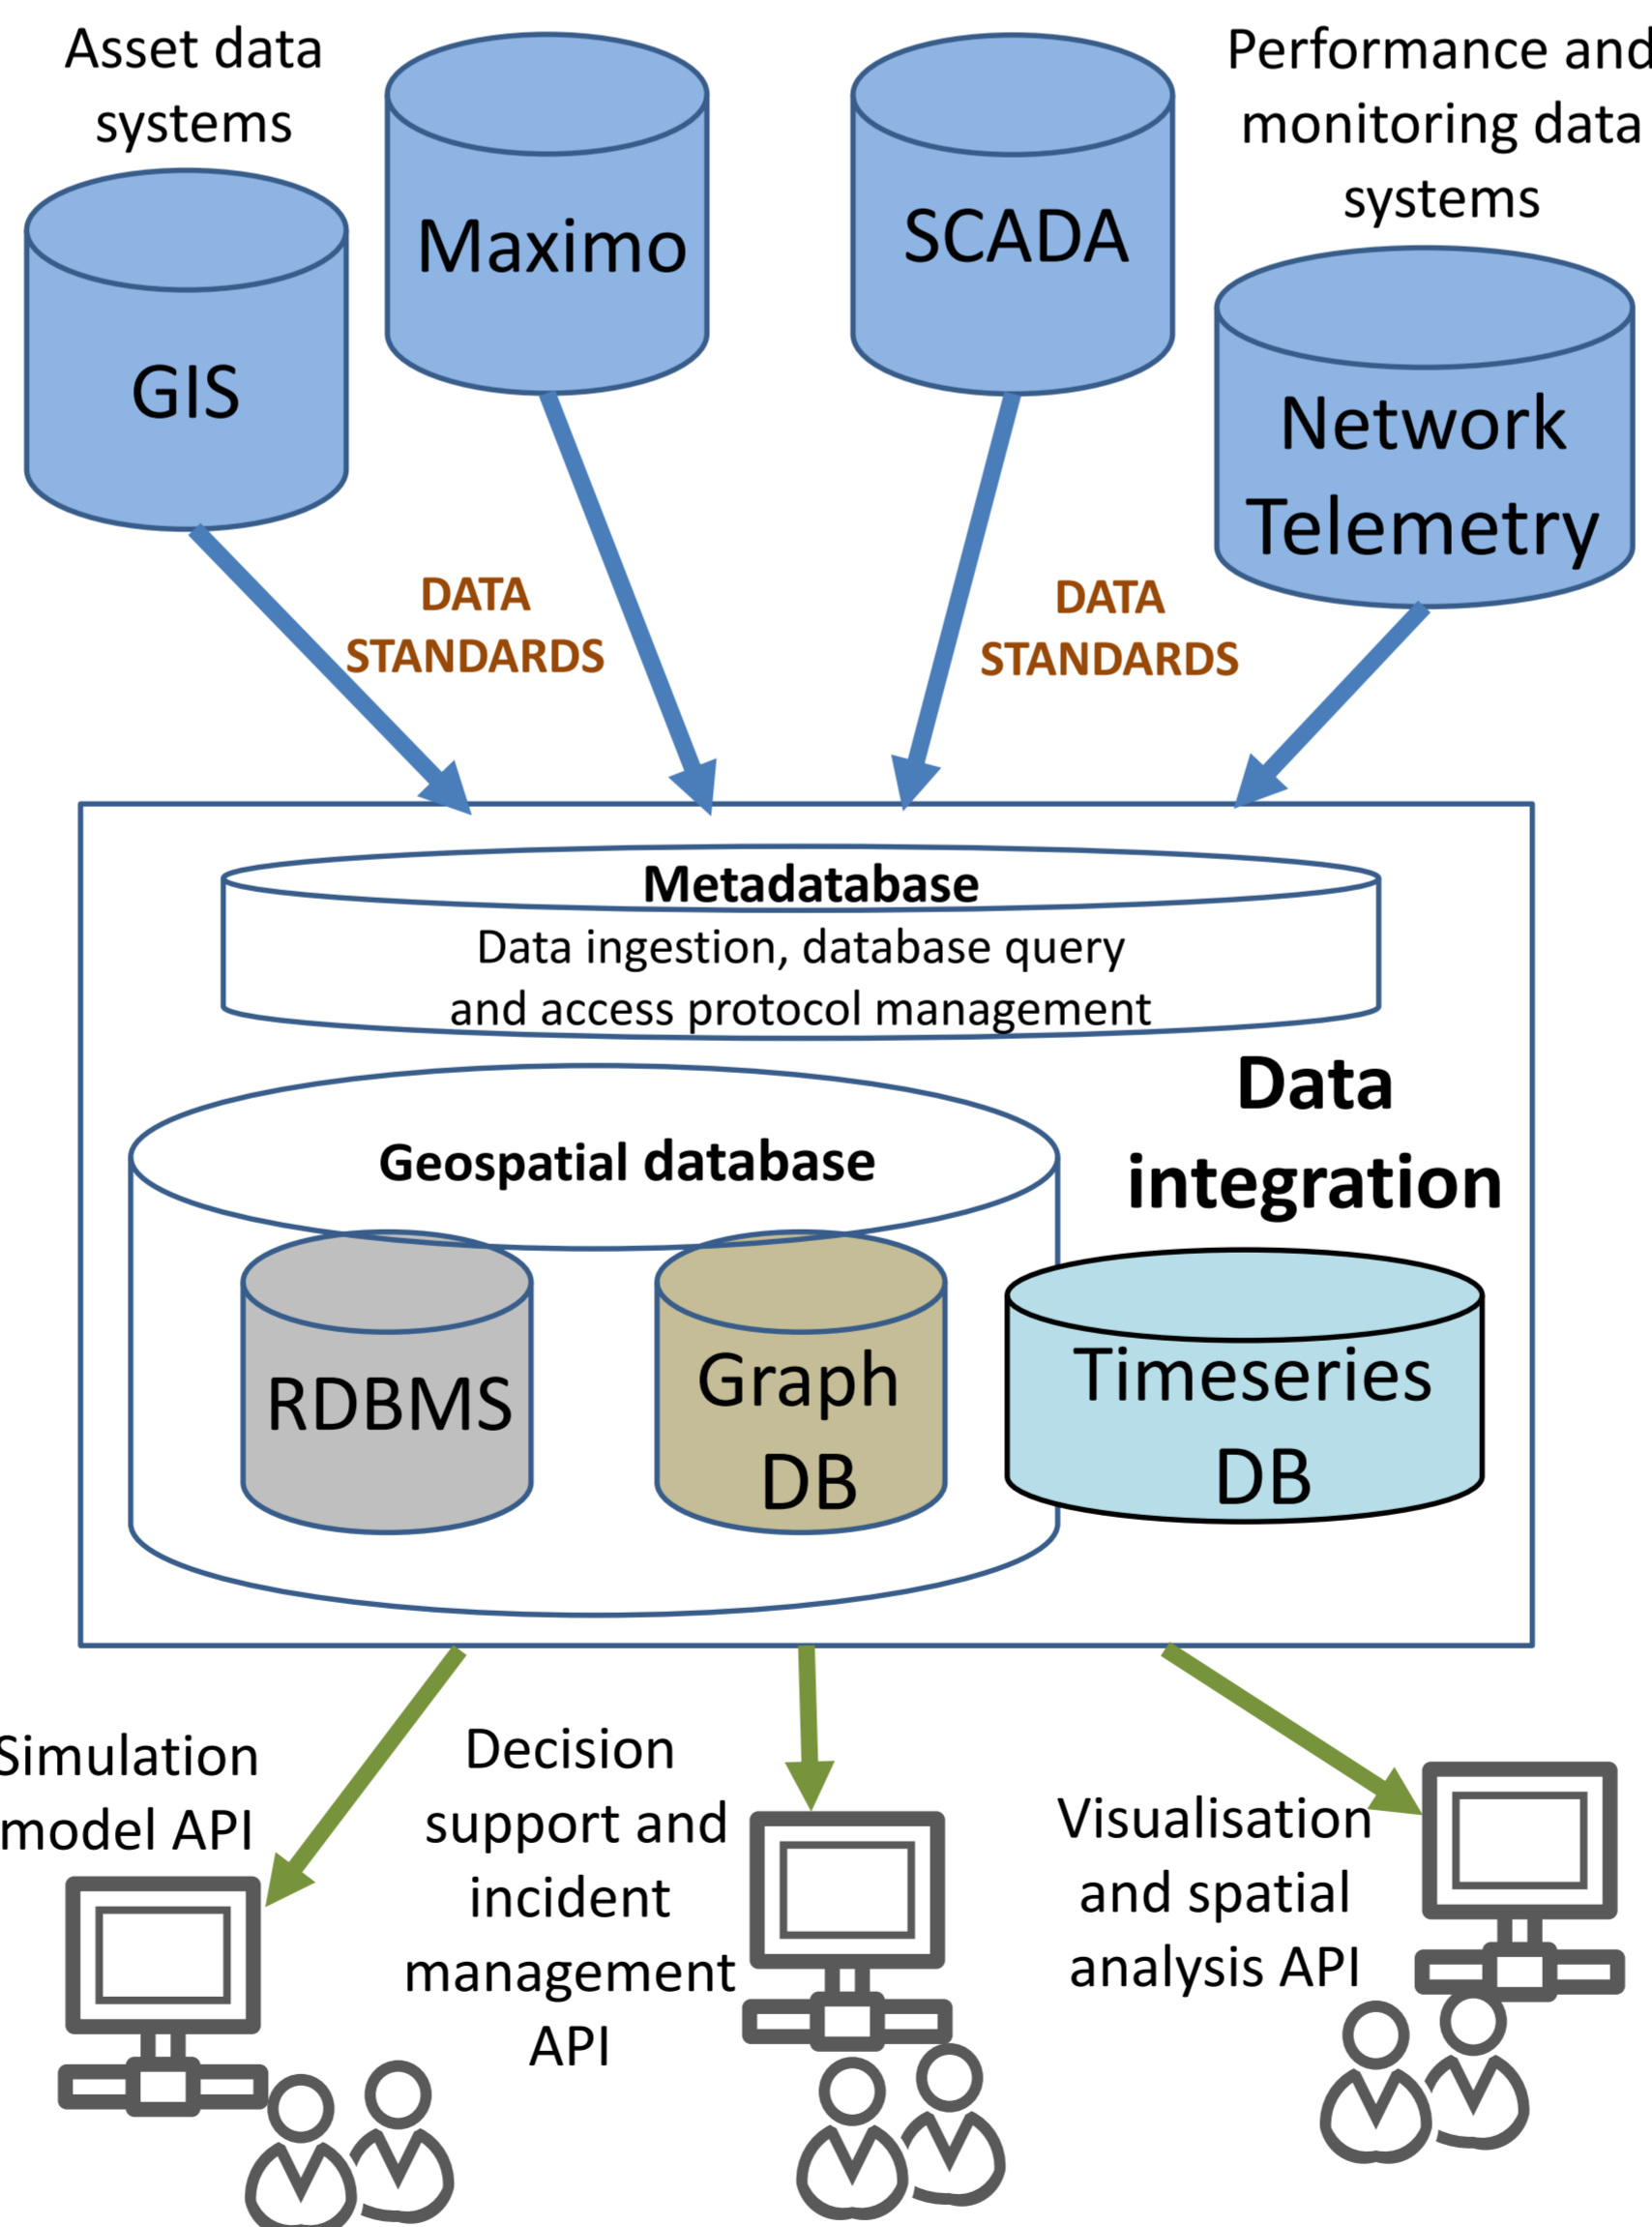 Asset data
systems
Maximo
SCADA
Performance and
monitoring data
systems
GIS
Network
Telemetry
DATA
STANDARDS
DATA
STANDARDS
Metadatabase
Data ingestion, database query
and access protocol management
Data
integration
Geospatial database
RDBMS
Graph
DB
Timeseries
DB
Simulation
model API
Decision
support and
incident
management
API
Visualisation
and spatial
analysis API